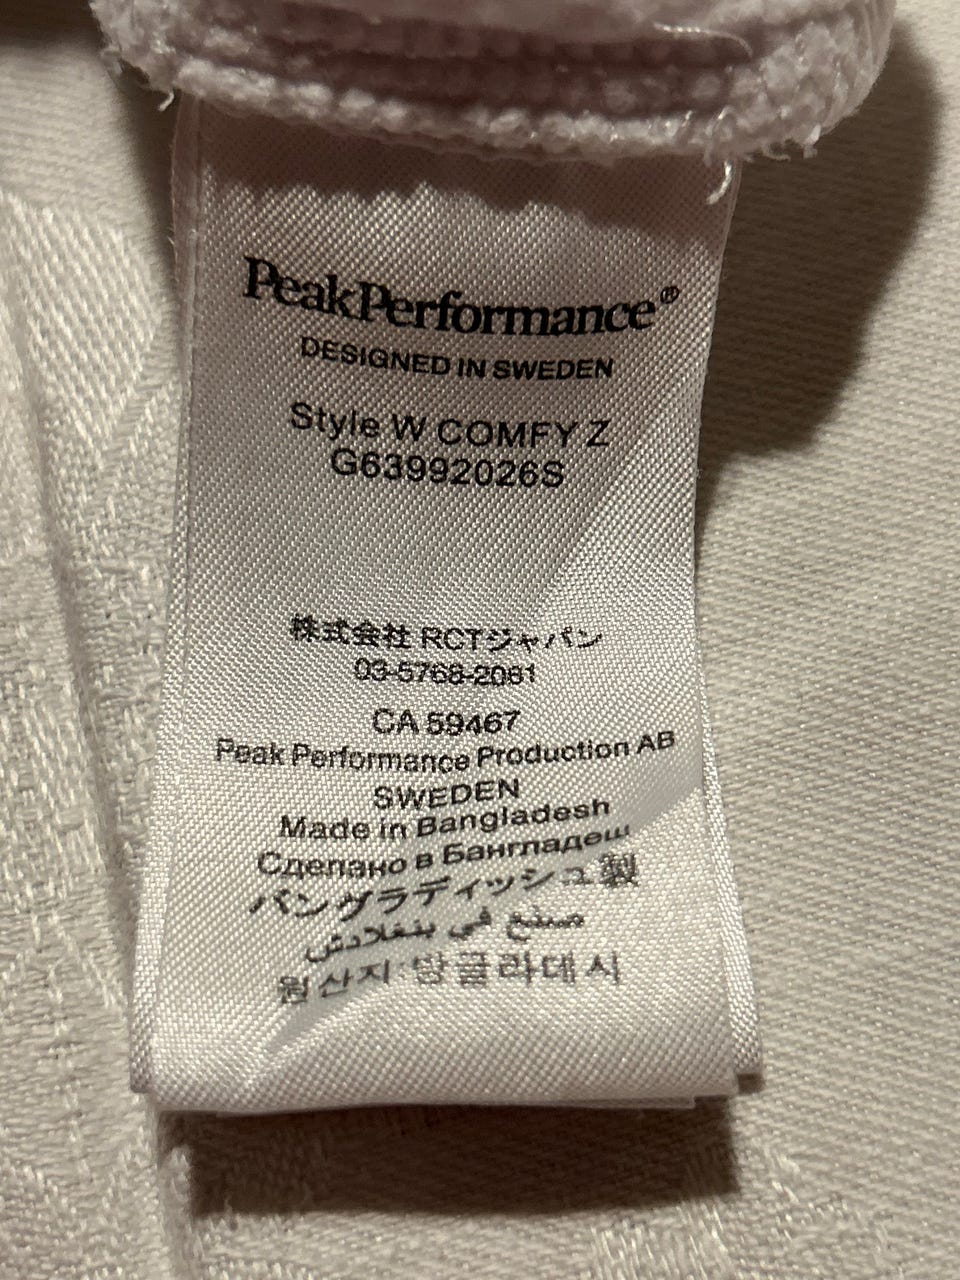 PeakPerformance®
DESIGNED IN SWEDEN
Style W COMFY Z
G63992026S
株式会社 RCTジャパン
03-5768-2061
CA 59467
Peak Performance Production AB
SWEDEN
Made in Bangladesh
Сделано в Бангладеш
バングラディッシュ製
صنع في بنغلادش
원산지: 방글라데시